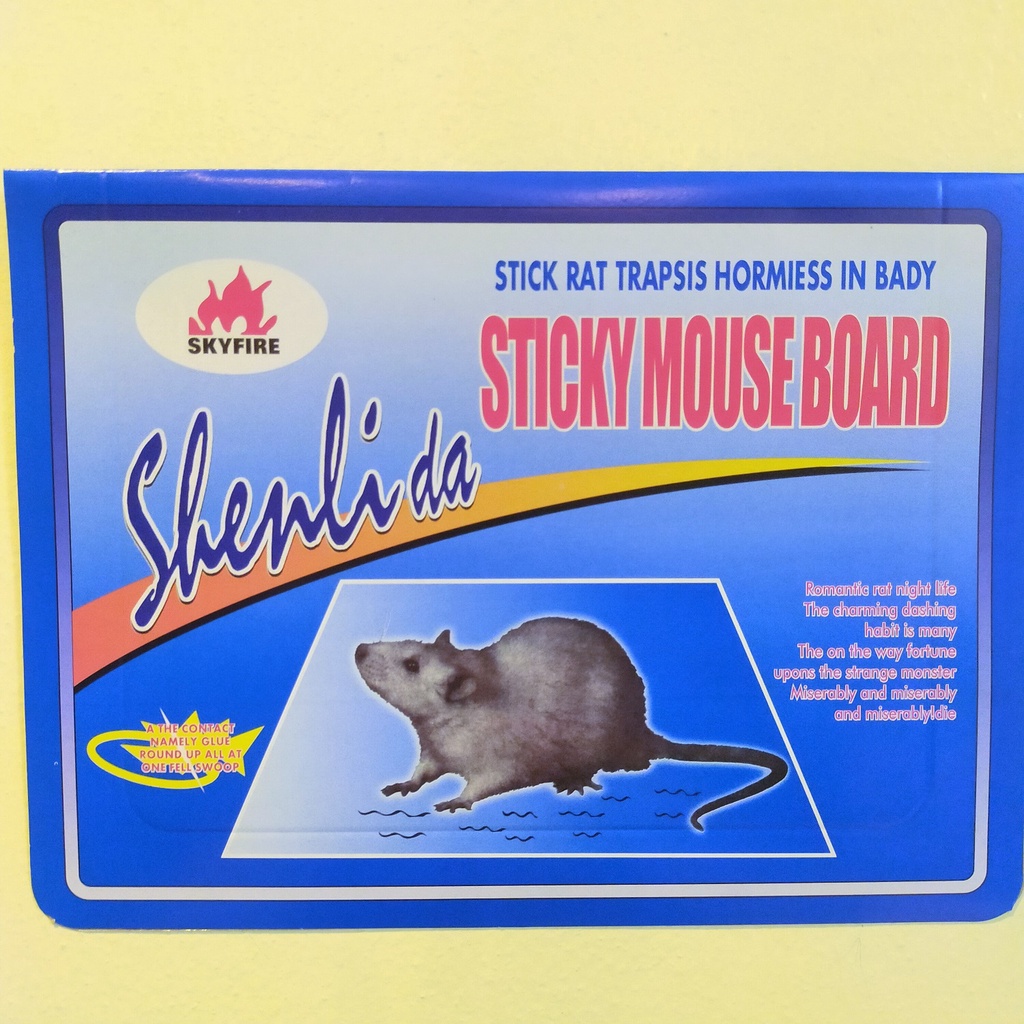 SKYFIRE
STICK RAT TRAPSIS HORMIESS IN BADY
STICKY MOUSE BOARD
Shenli da
Romantic rat night life
The charming dashing
habit is many
The on the way fortune
upons the strange monster
Miserably and miserably
and miserably!die
A THE CONTACT
NAMELY GLUE
ROUND UP ALL AT
ONE FELL SWOOP